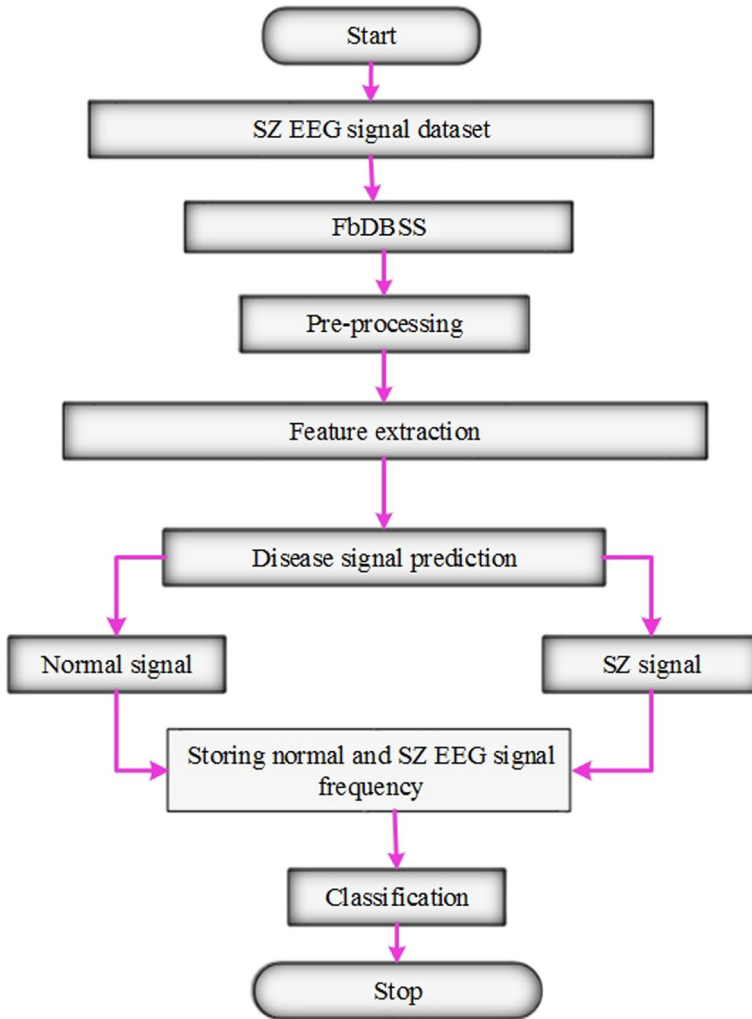 Start
SZ EEG signal dataset
FbDBSS
Pre-processing
Feature extraction
Disease signal prediction
Normal signal
SZ signal
Storing normal and SZ EEG signal
frequency
Classification
Stop